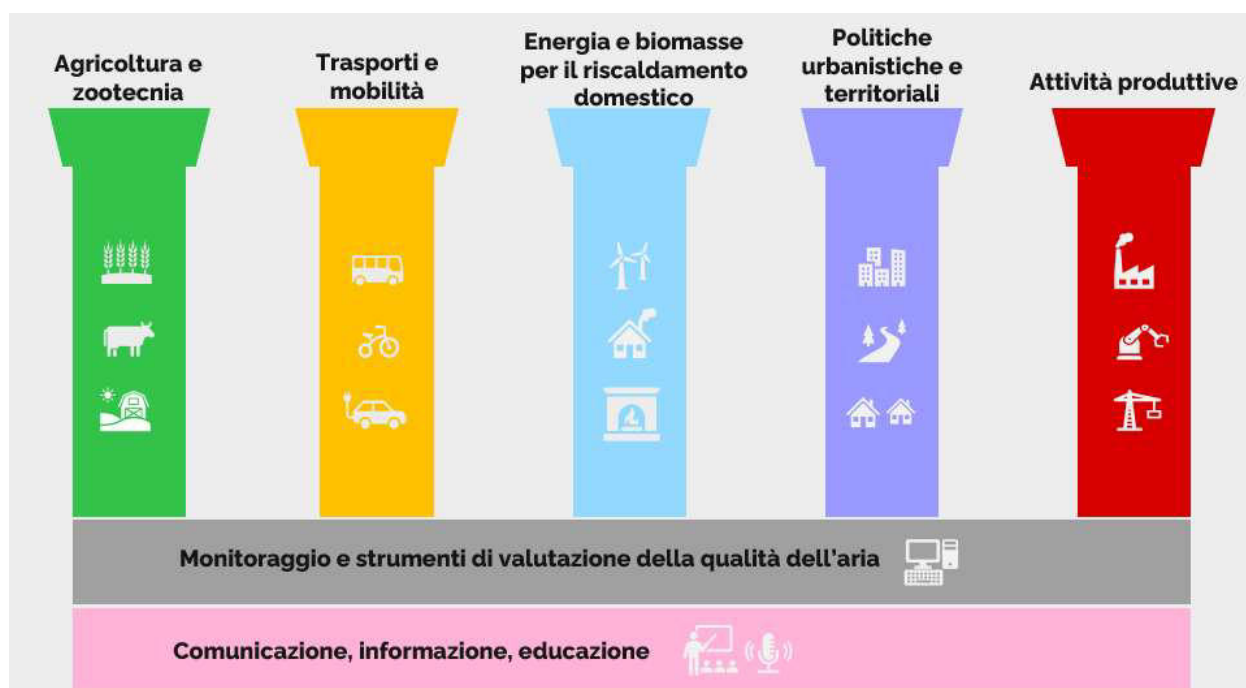 Agricoltura e
zootecnia
Trasporti e
mobilità
Energia e biomasse
per il riscaldamento
domestico
Politiche
urbanistiche e
territoriali
Attività produttive
Monitoraggio e strumenti di valutazione della qualità dell'aria
Comunicazione, informazione, educazione